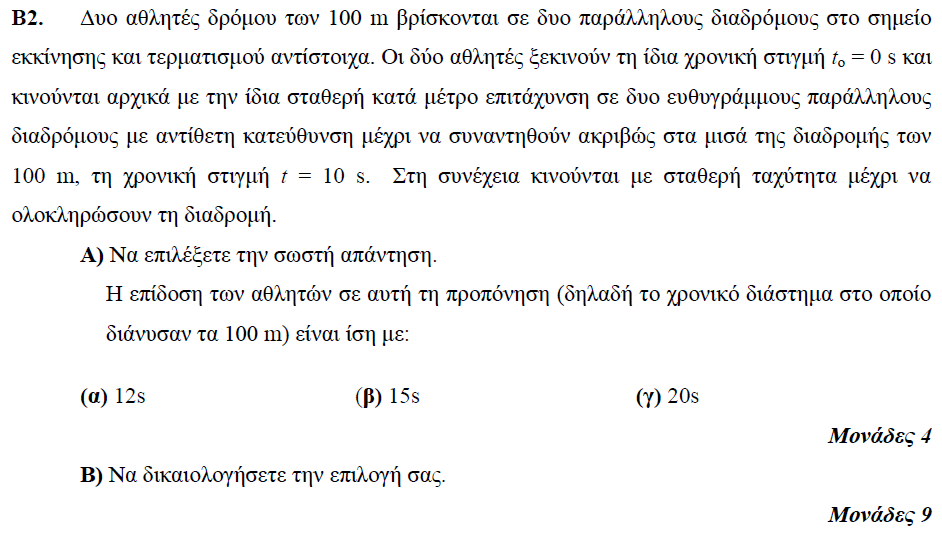 Β2. Δυο αθλητές δρόμου των 100 m βρίσκονται σε δυο παράλληλους διαδρόμους στο σημείο
εκκίνησης και τερματισμού αντίστοιχα. Οι δύο αθλητές ξεκινούν τη ίδια χρονική στιγμή tₒ = 0 s και
κινούνται αρχικά με την ίδια σταθερή κατά μέτρο επιτάχυνση σε δυο ευθυγράμμους παράλληλους
διαδρόμους με αντίθετη κατεύθυνση μέχρι να συναντηθούν ακριβώς στα μισά της διαδρομής των
100 m, τη χρονική στιγμή t = 10 s. Στη συνέχεια κινούνται με σταθερή ταχύτητα μέχρι να
ολοκληρώσουν τη διαδρομή.
Α) Να επιλέξετε την σωστή απάντηση.
Η επίδοση των αθλητών σε αυτή τη προπόνηση (δηλαδή το χρονικό διάστημα στο οποίο
διάνυσαν τα 100 m) είναι ίση με:
(α) 12s (β) 15s (γ) 20s
Μονάδες 4
Β) Να δικαιολογήσετε την επιλογή σας.
Μονάδες 9